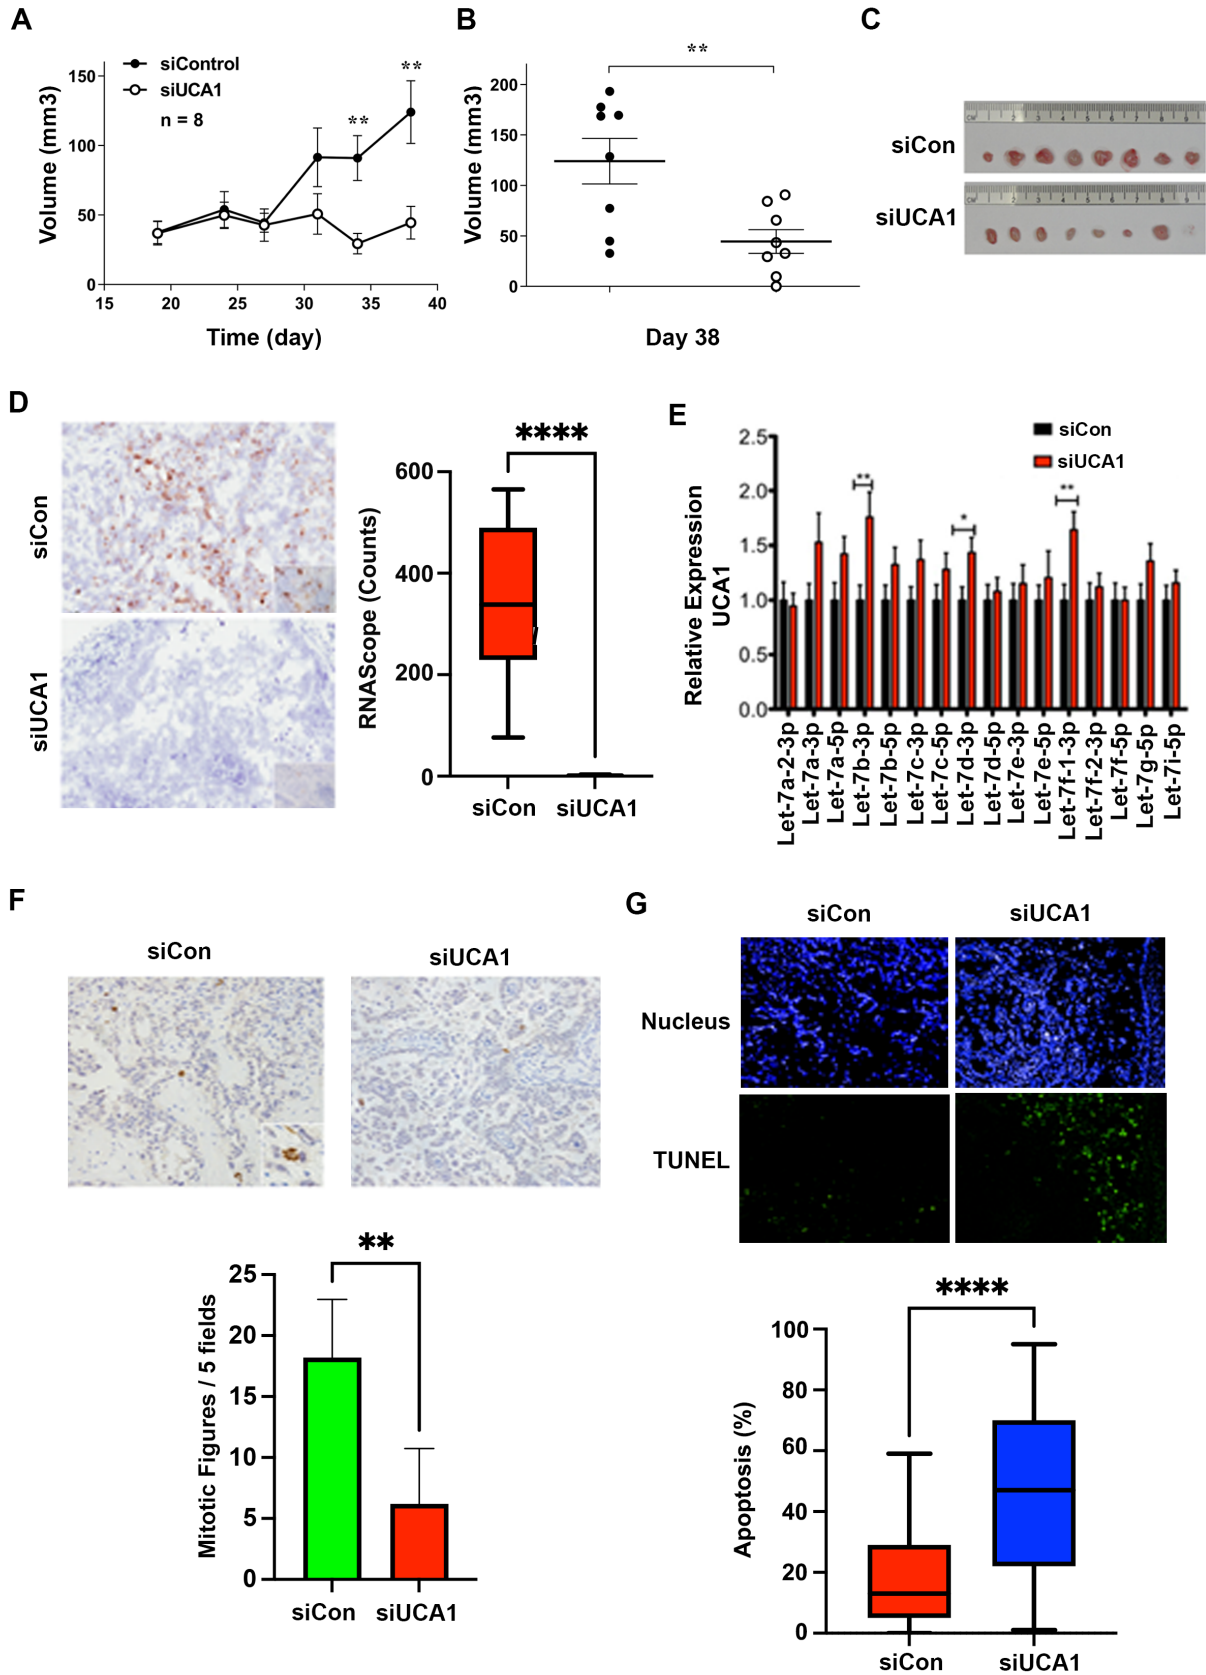 A
siControl
siUCA1
n = 8
**
**
Volume (mm3)
150
100
50
0
15 20 25 30 35 40
Time (day)
B
**
Volume (mm3)
200
150
100
50
0
Day 38
C
siCon
siUCA1
D
siCon
siUCA1
****
RNAScope (Counts)
600
400
200
0
siCon siUCA1
E
siCon
siUCA1
Relative Expression
UCA1
2.5
2.0
1.5
1.0
0.5
0.0
**
*
**
Let-7a-2-3p
Let-7a-3p
Let-7a-5p
Let-7b-3p
Let-7b-5p
Let-7c-3p
Let-7c-5p
Let-7d-3p
Let-7d-5p
Let-7e-3p
Let-7e-5p
Let-7f-1-3p
Let-7f-2-3p
Let-7f-5p
Let-7g-5p
Let-7i-5p
F
siCon siUCA1
**
Mitotic Figures / 5 fields
25
20
15
10
5
0
siCon siUCA1
G
siCon siUCA1
Nucleus
TUNEL
****
Apoptosis (%)
100
80
60
40
20
0
siCon siUCA1